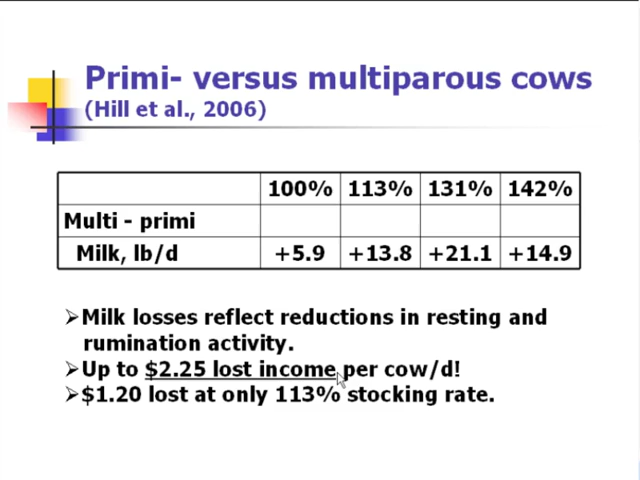 Primi- versus multiparous cows
(Hill et al., 2006)
100% 113% 131% 142%
Multi - primi
Milk, lb/d +5.9 +13.8 +21.1 +14.9
➢Milk losses reflect reductions in resting and
rumination activity.
➢Up to $2.25 lost income per cow/d!
➢$1.20 lost at only 113% stocking rate.